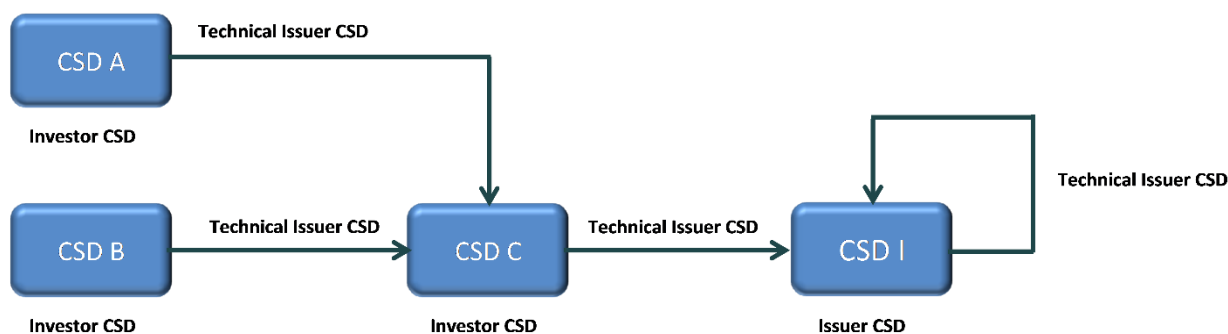 Technical Issuer CSD
CSD A
Investor CSD
Technical Issuer CSD
CSD B
Technical Issuer CSD
CSD C
Technical Issuer CSD
CSD I
Investor CSD
Investor CSD
Issuer CSD